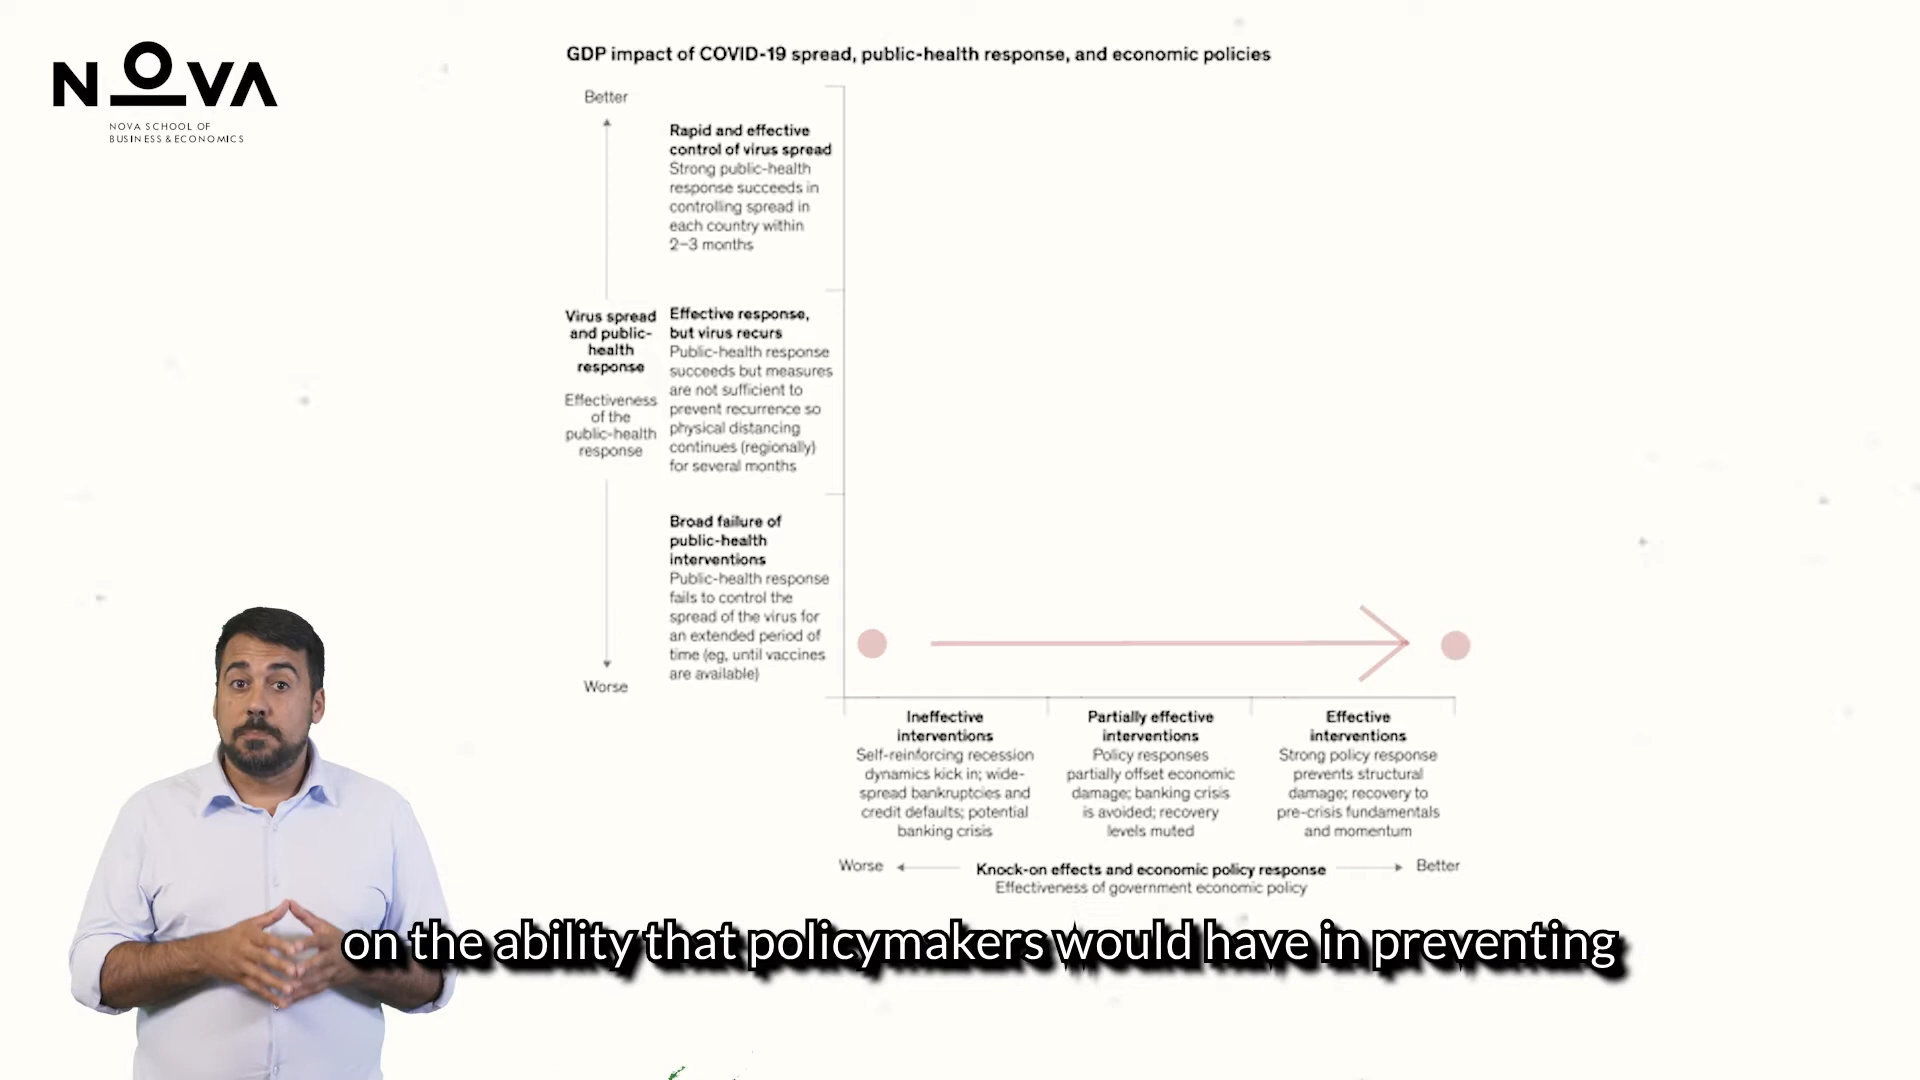 NOVA
NOVA SCHOOL OF
BUSINESS & ECONOMICS
GDP impact of COVID-19 spread, public-health response, and economic policies
Better
Rapid and effective
control of virus spread
Strong public-health
response succeeds in
controlling spread in
each country within
2–3 months
Virus spread
and public-
health
response
Effectiveness
of the
public-health
response
Effective response,
but virus recurs
Public-health response
succeeds but measures
are not sufficient to
prevent recurrence so
physical distancing
continues (regionally)
for several months
Broad failure of
public-health
interventions
Public-health response
fails to control the
spread of the virus for
an extended period of
time (eg, until vaccines
are available)
Worse
Ineffective
interventions
Self-reinforcing recession
dynamics kick in; wide-
spread bankruptcies and
credit defaults; potential
banking crisis
Partially effective
interventions
Policy responses
partially offset economic
damage; banking crisis
is avoided; recovery
levels muted
Effective
interventions
Strong policy response
prevents structural
damage; recovery to
pre-crisis fundamentals
and momentum
Worse
Knock-on effects and economic policy response
Effectiveness of government economic policy
Better
on the ability that policymakers would have in preventing